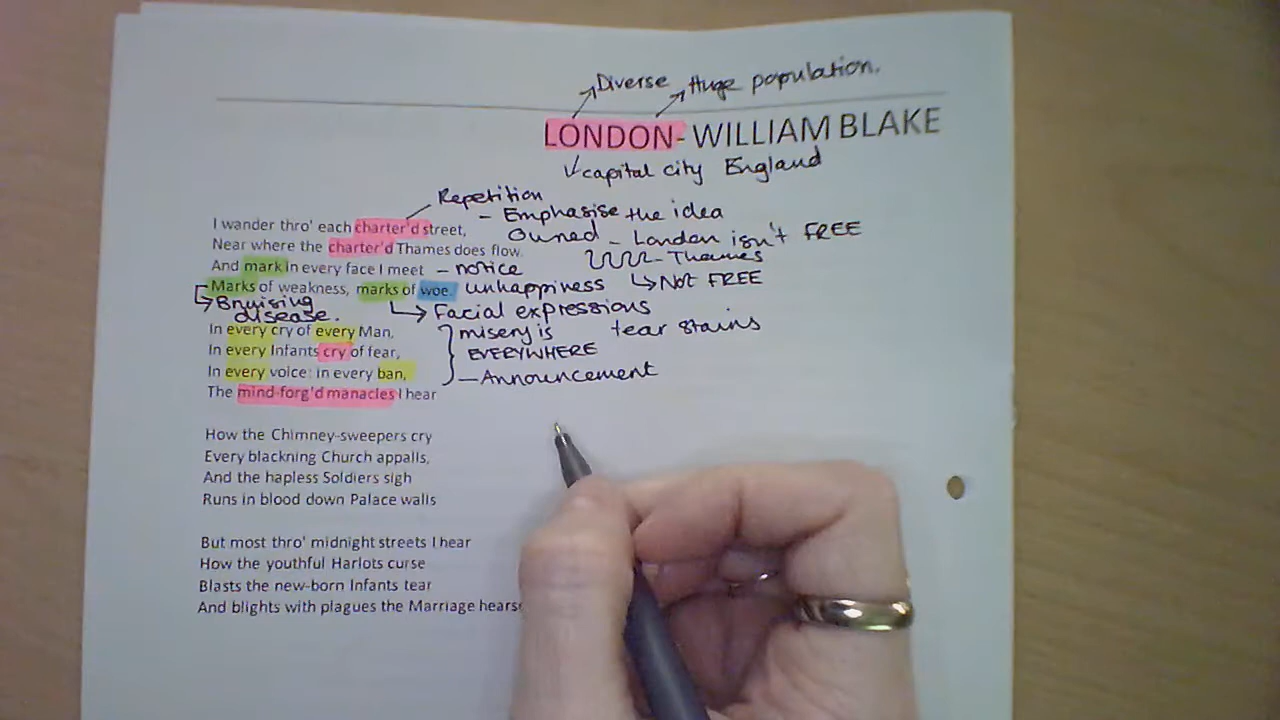 Diverse Huge population.
LONDON- WILLIAM BLAKE
capital city England
Repetition
I wander thro' each charter'd street, - Emphasise the idea
Near where the charter'd Thames does flow. Owned - London isn't FREE
And mark in every face I meet - notice - Thames
Marks of weakness, marks of woe. unhappiness Not FREE
Bruising disease. Facial expressions
In every cry of every Man, misery is tear stains
In every Infants cry of fear, EVERYWHERE
In every voice: in every ban, - Announcement
The mind-forg'd manacles I hear
How the Chimney-sweepers cry
Every blackning Church appalls,
And the hapless Soldiers sigh
Runs in blood down Palace walls
But most thro' midnight streets I hear
How the youthful Harlots curse
Blasts the new-born Infants tear
And blights with plagues the Marriage hearse